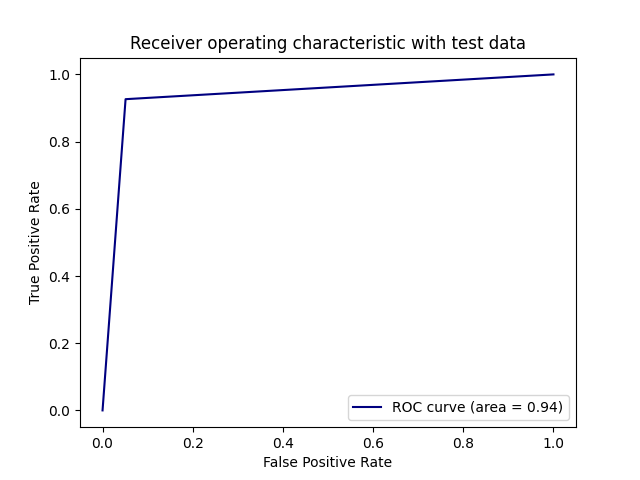 Receiver operating characteristic with test data
1.0
0.8
0.6
0.4
0.2
0.0
True Positive Rate
ROC curve (area = 0.94)
0.0 0.2 0.4 0.6 0.8 1.0
False Positive Rate